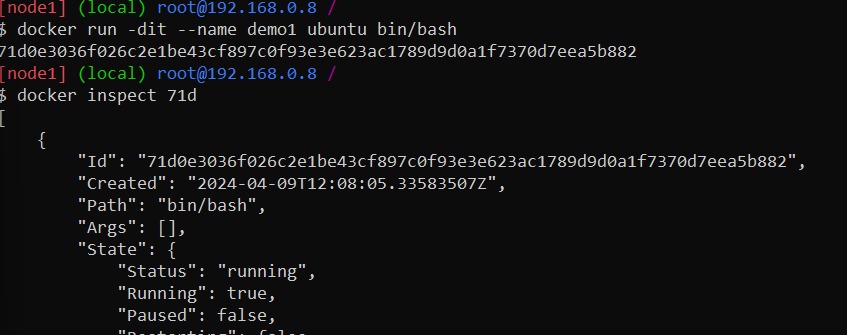 [node1] (local) root@192.168.0.8 /
$ docker run -dit --name demo1 ubuntu bin/bash
71d0e3036f026c2e1be43cf897c0f93e3e623ac1789d9d0a1f7370d7eea5b882
[node1] (local) root@192.168.0.8 /
$ docker inspect 71d
[
{
"Id": "71d0e3036f026c2e1be43cf897c0f93e3e623ac1789d9d0a1f7370d7eea5b882",
"Created": "2024-04-09T12:08:05.33583507Z",
"Path": "bin/bash",
"Args": [],
"State": {
"Status": "running",
"Running": true,
"Paused": false,
"Restarting": false,